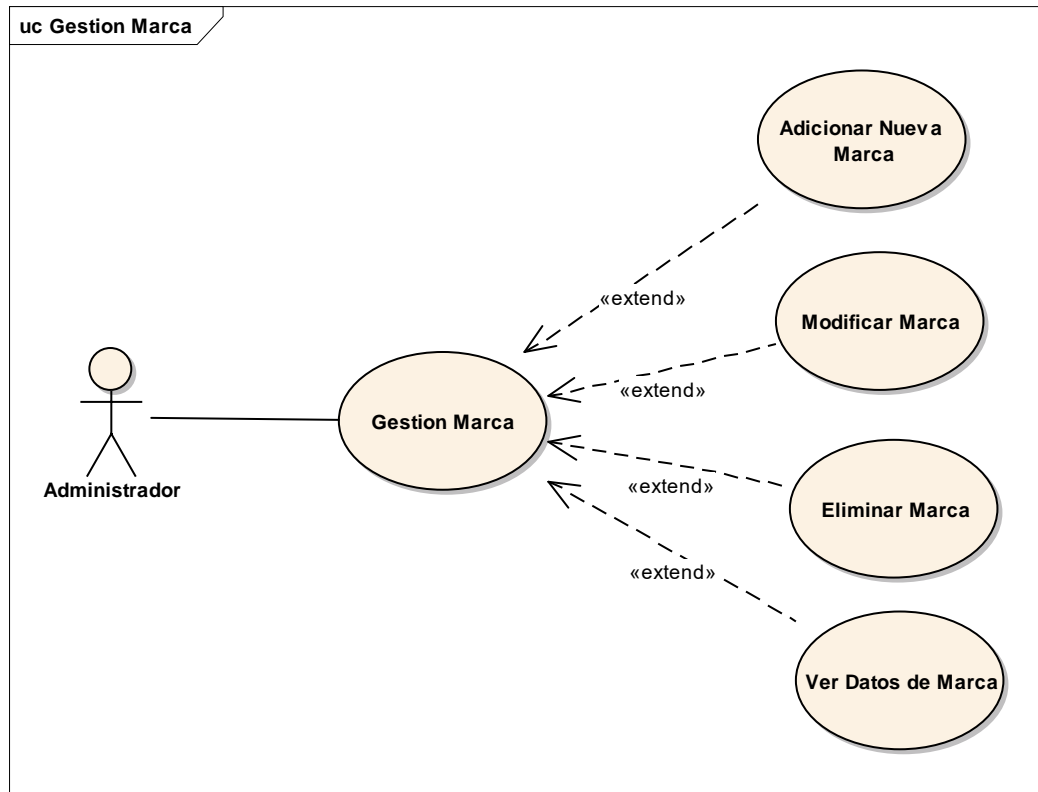 uc Gestion Marca
Adicionar Nueva
Marca
«extend»
Modificar Marca
«extend»
Gestion Marca
Administrador
«extend»
Eliminar Marca
«extend»
Ver Datos de Marca